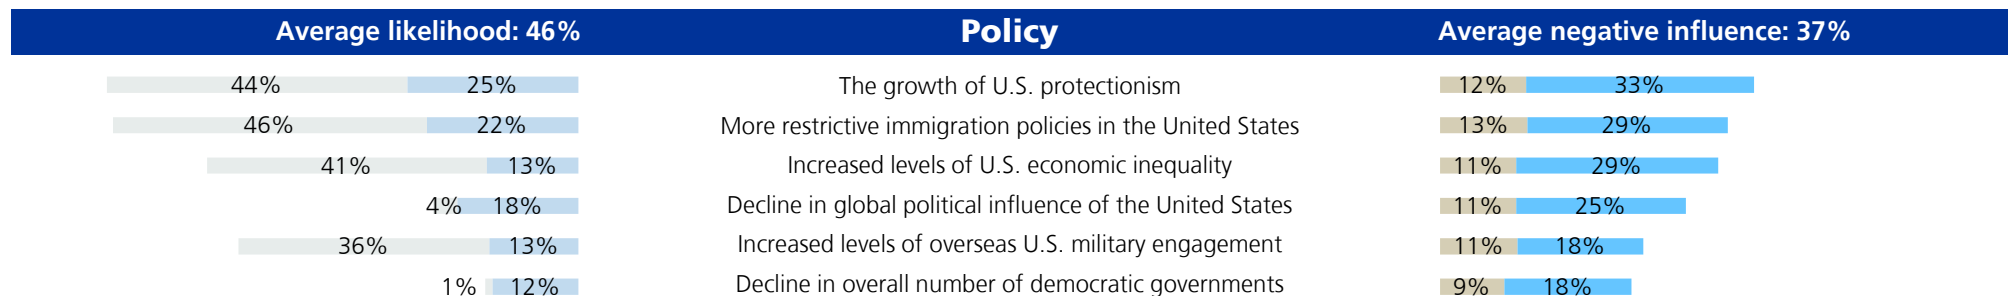 Average likelihood: 46% Policy Average negative influence: 37%
44% 25% The growth of U.S. protectionism 12% 33%
46% 22% More restrictive immigration policies in the United States 13% 29%
41% 13% Increased levels of U.S. economic inequality 11% 29%
4% 18% Decline in global political influence of the United States 11% 25%
36% 13% Increased levels of overseas U.S. military engagement 11% 18%
1% 12% Decline in overall number of democratic governments 9% 18%